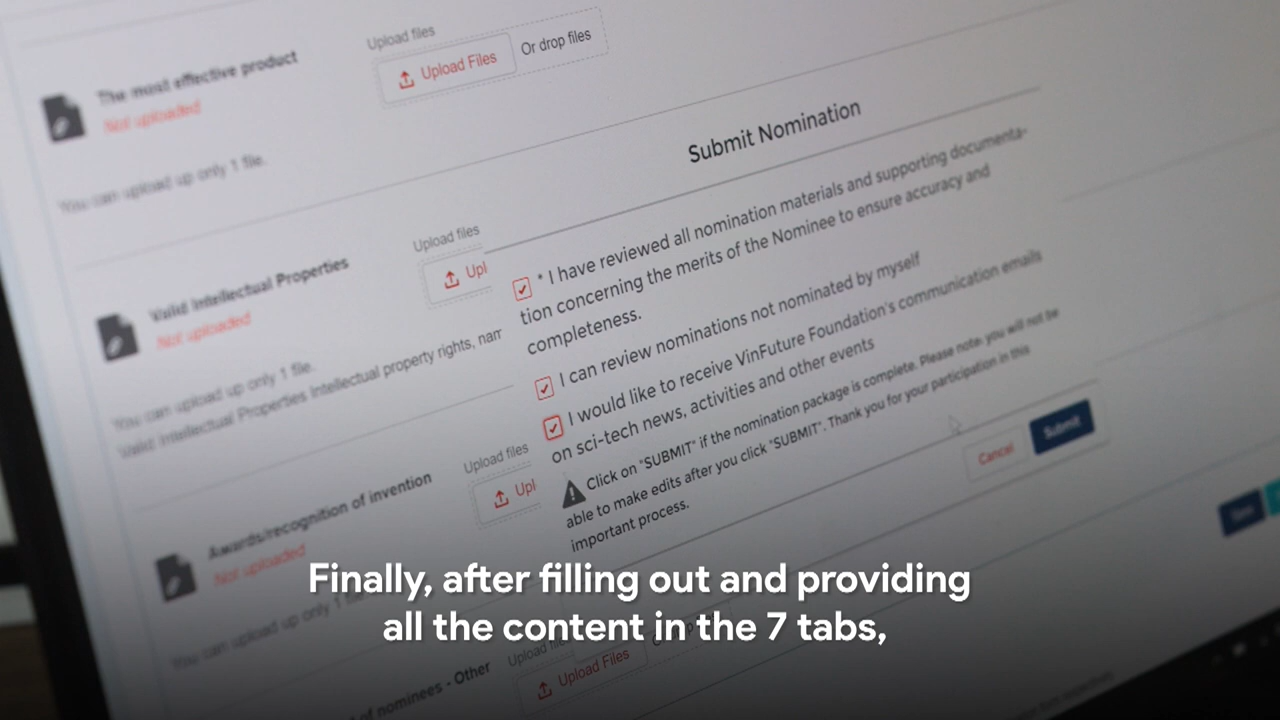 Upload files
The most effective product
Upload Files
Or drop files
Not uploaded
You can upload up only 1 file.
Submit Nomination
Upload files
Valid Intellectual Properties
Upl
Not uploaded
You can upload up only 1 file.
Valid Intellectual Properties Intellectual property rights, nam
* I have reviewed all nomination materials and supporting documenta-
tion concerning the merits of the Nominee to ensure accuracy and
completeness.
I can review nominations not nominated by myself
I would like to receive VinFuture Foundation's communication emails
on sci-tech news, activities and other events
Click on "SUBMIT" if the nomination package is complete. Please note: you will not be
able to make edits after you click "SUBMIT". Thank you for your participation in this
important process.
Cancel
Submit
Upload files
Awards/recognition of invention
Upl
Not uploaded
You can upload up only 1
Finally, after filling out and providing
all the content in the 7 tabs,
Upload
of nominees - Other
Upload Files